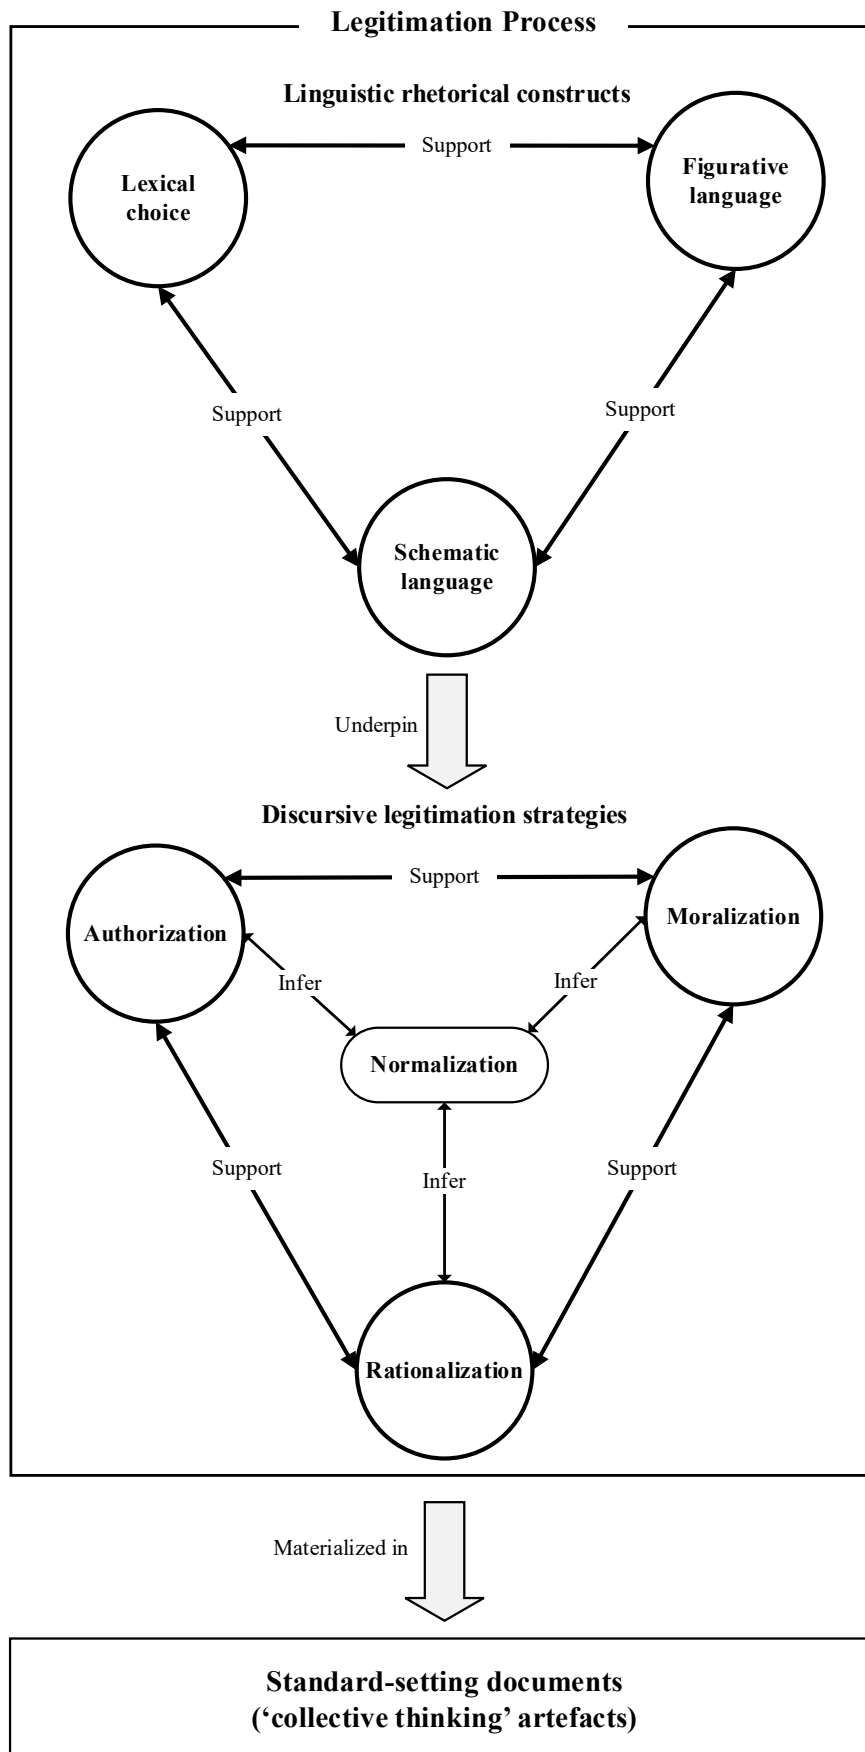 Legitimation Process
Linguistic rhetorical constructs
Support
Lexical
choice
Figurative
language
Support
Support
Schematic
language
Underpin
Discursive legitimation strategies
Support
Authorization
Moralization
Infer
Infer
Normalization
Support
Infer
Support
Rationalization
Materialized in
Standard-setting documents
(‘collective thinking’ artefacts)